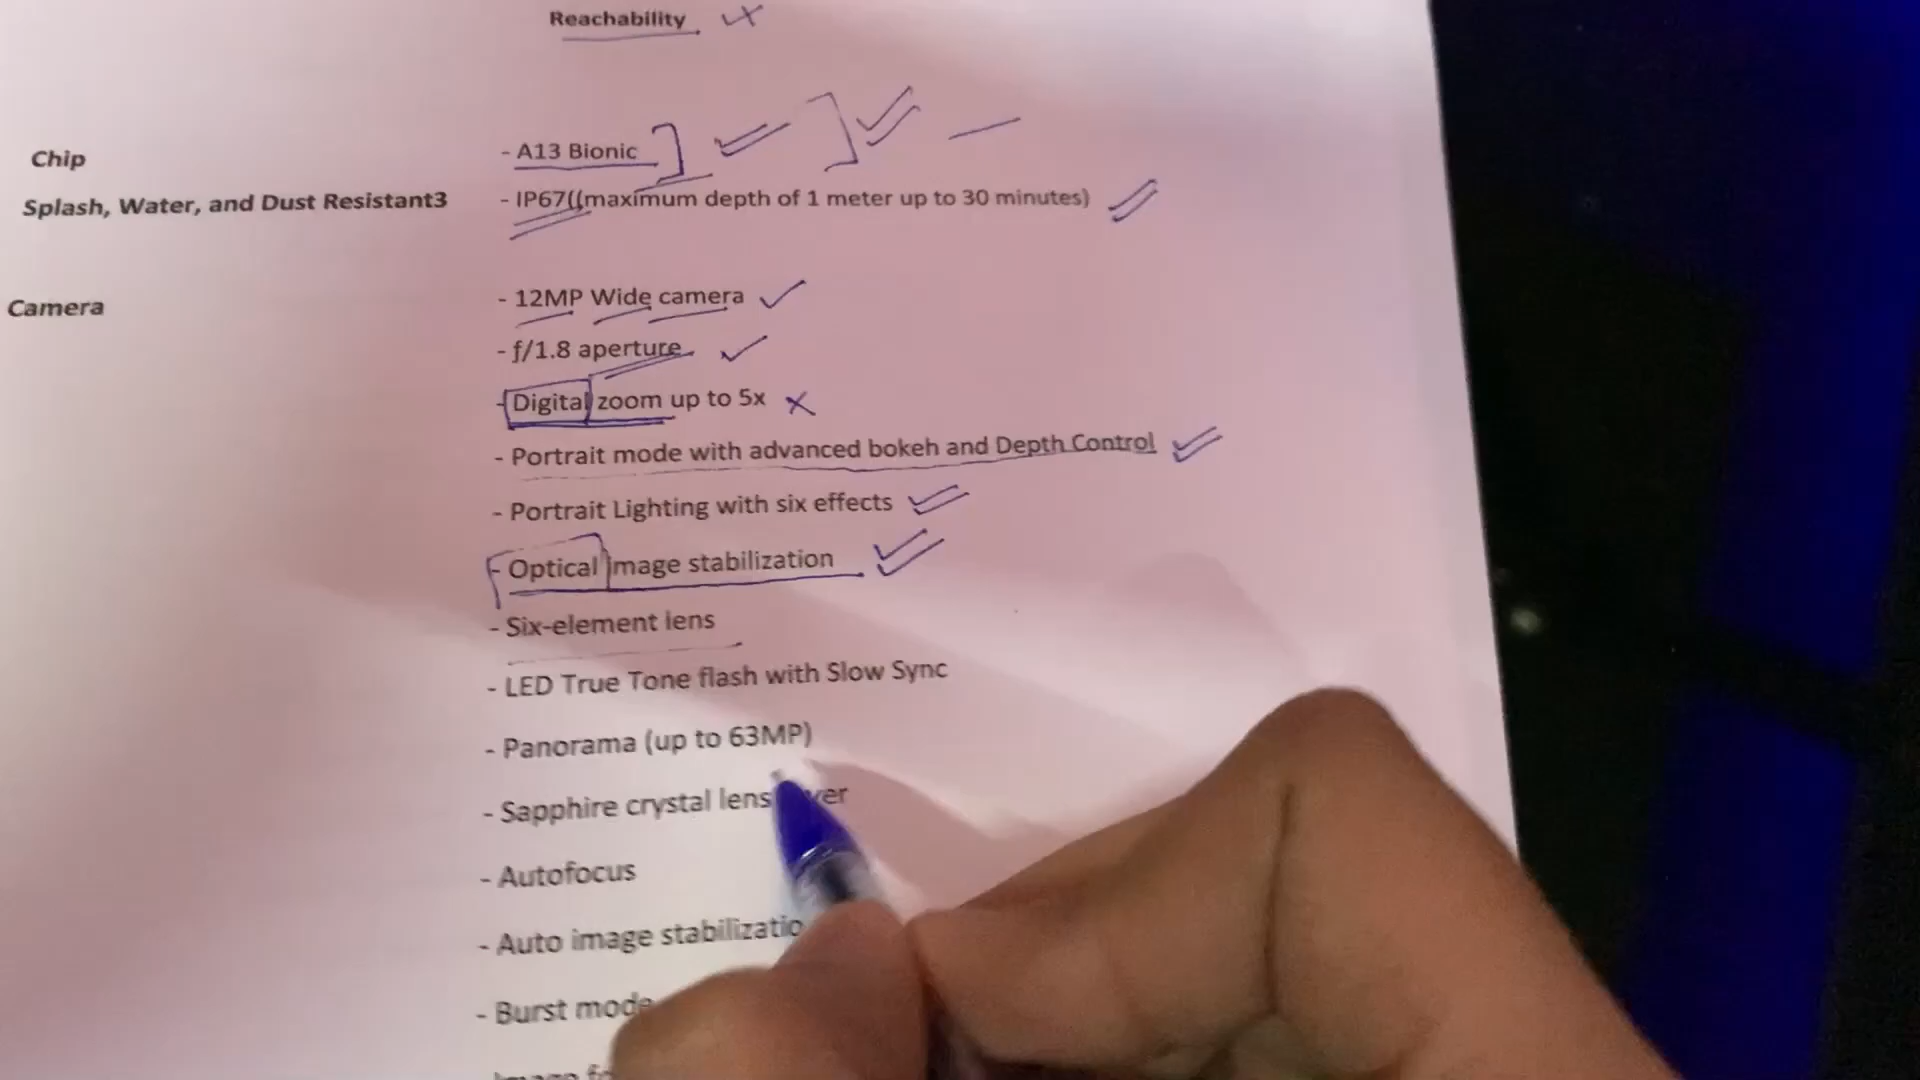 Reachability
Chip - A13 Bionic
Splash, Water, and Dust Resistant3 - IP67((maximum depth of 1 meter up to 30 minutes)
Camera - 12MP Wide camera
- ƒ/1.8 aperture
- Digital zoom up to 5x
- Portrait mode with advanced bokeh and Depth Control
- Portrait Lighting with six effects
- Optical image stabilization
- Six-element lens
- LED True Tone flash with Slow Sync
- Panorama (up to 63MP)
- Sapphire crystal lens
- Autofocus
- Auto image stabilizatio
- Burst mode